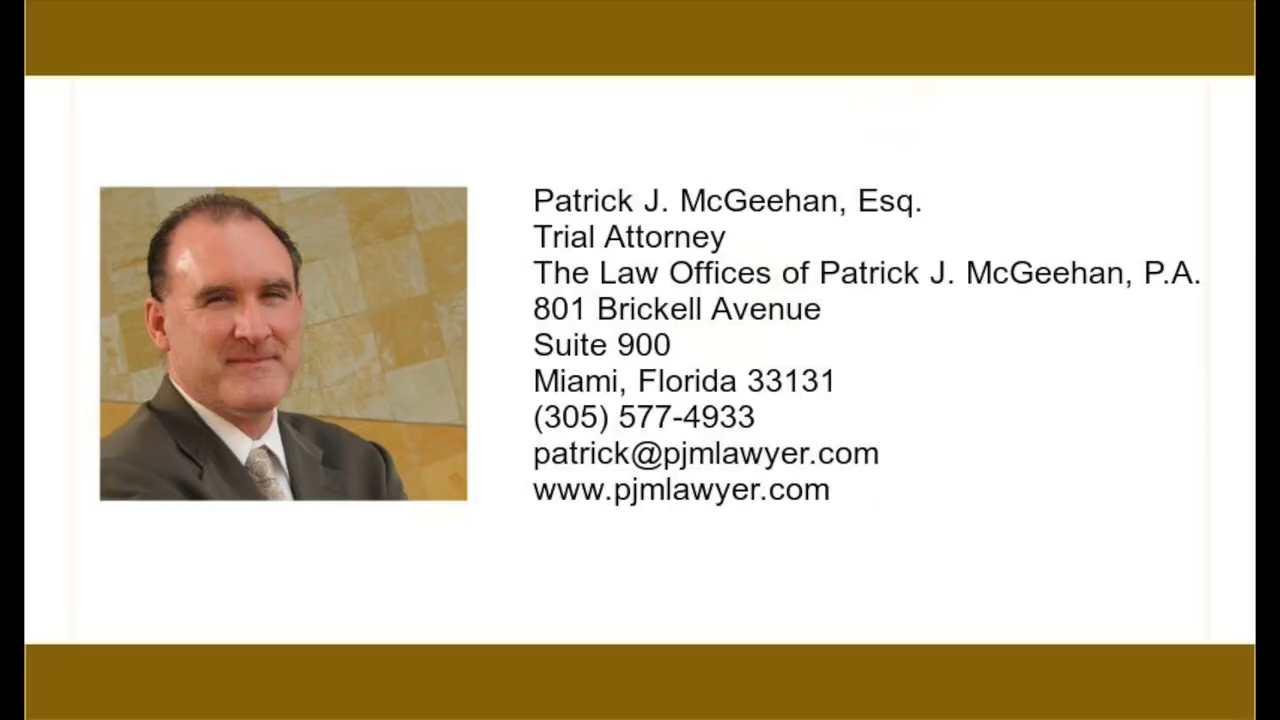 Patrick J. McGeehan, Esq.
Trial Attorney
The Law Offices of Patrick J. McGeehan, P.A.
801 Brickell Avenue
Suite 900
Miami, Florida 33131
(305) 577-4933
patrick@pjmlawyer.com
www.pjmlawyer.com